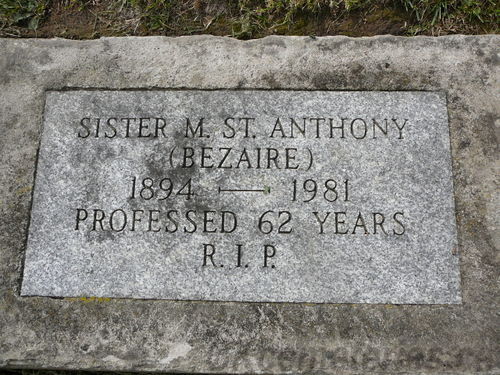 SISTER M. ST. ANTHONY
(BEZAIRE)
1894 — 1981
PROFESSED 62 YEARS
R.I.P.